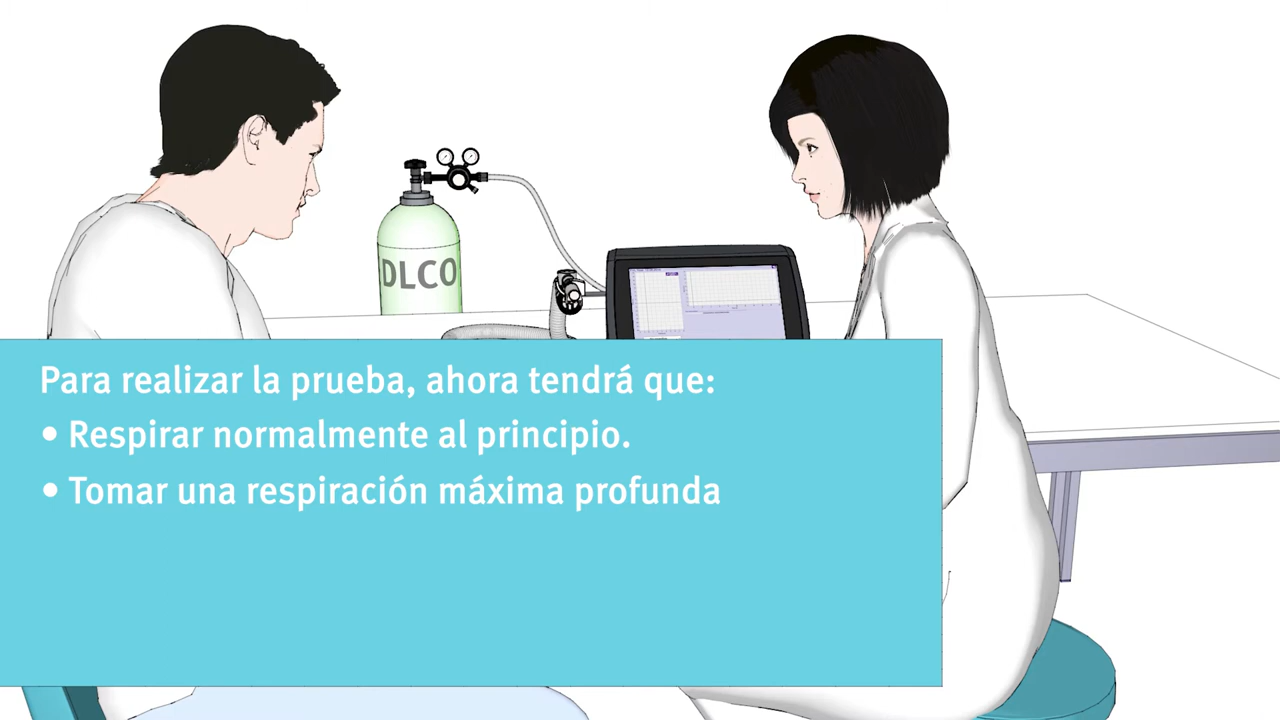 DLCO
Para realizar la prueba, ahora tendrá que:
• Respirar normalmente al principio.
• Tomar una respiración máxima profunda